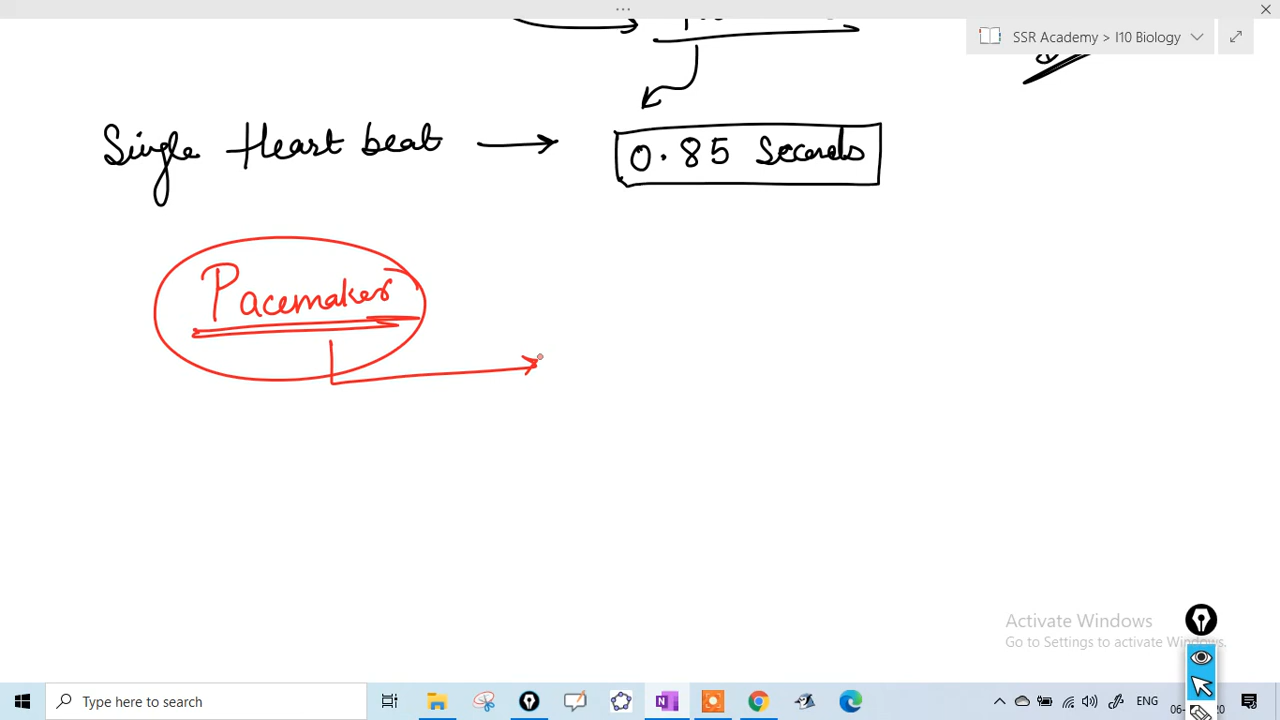 SSR Academy > I10 Biology
Single Heart beat → 0.85 Seconds
Pacemaker
Activate Windows
Go to Settings to activate Windows.
Type here to search
ENG